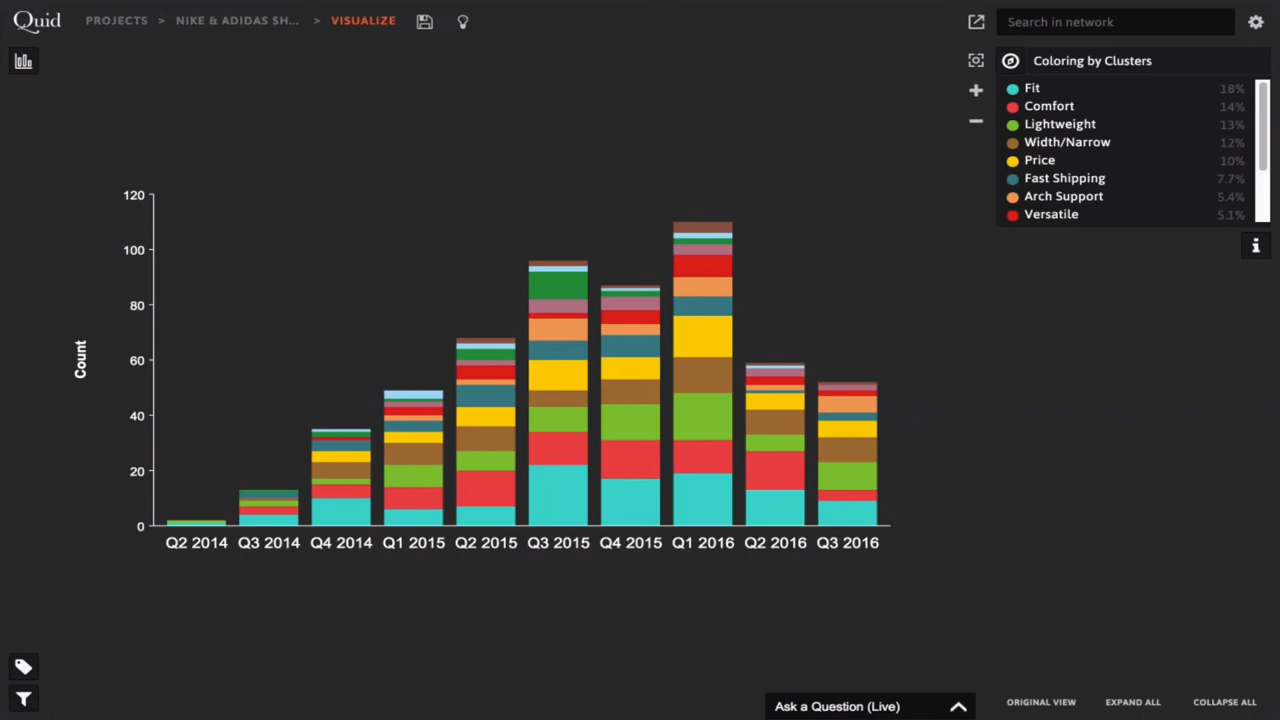 Quid PROJECTS > NIKE & ADIDAS SH... > VISUALIZE
Search in network
Coloring by Clusters
Fit 18%
Comfort 14%
Lightweight 13%
Width/Narrow 12%
Price 10%
Fast Shipping 7.7%
Arch Support 5.4%
Versatile 5.1%
120
100
80
60
40
20
0
Count
Q2 2014 Q3 2014 Q4 2014 Q1 2015 Q2 2015 Q3 2015 Q4 2015 Q1 2016 Q2 2016 Q3 2016
Ask a Question (Live)
ORIGINAL VIEW EXPAND ALL COLLAPSE ALL